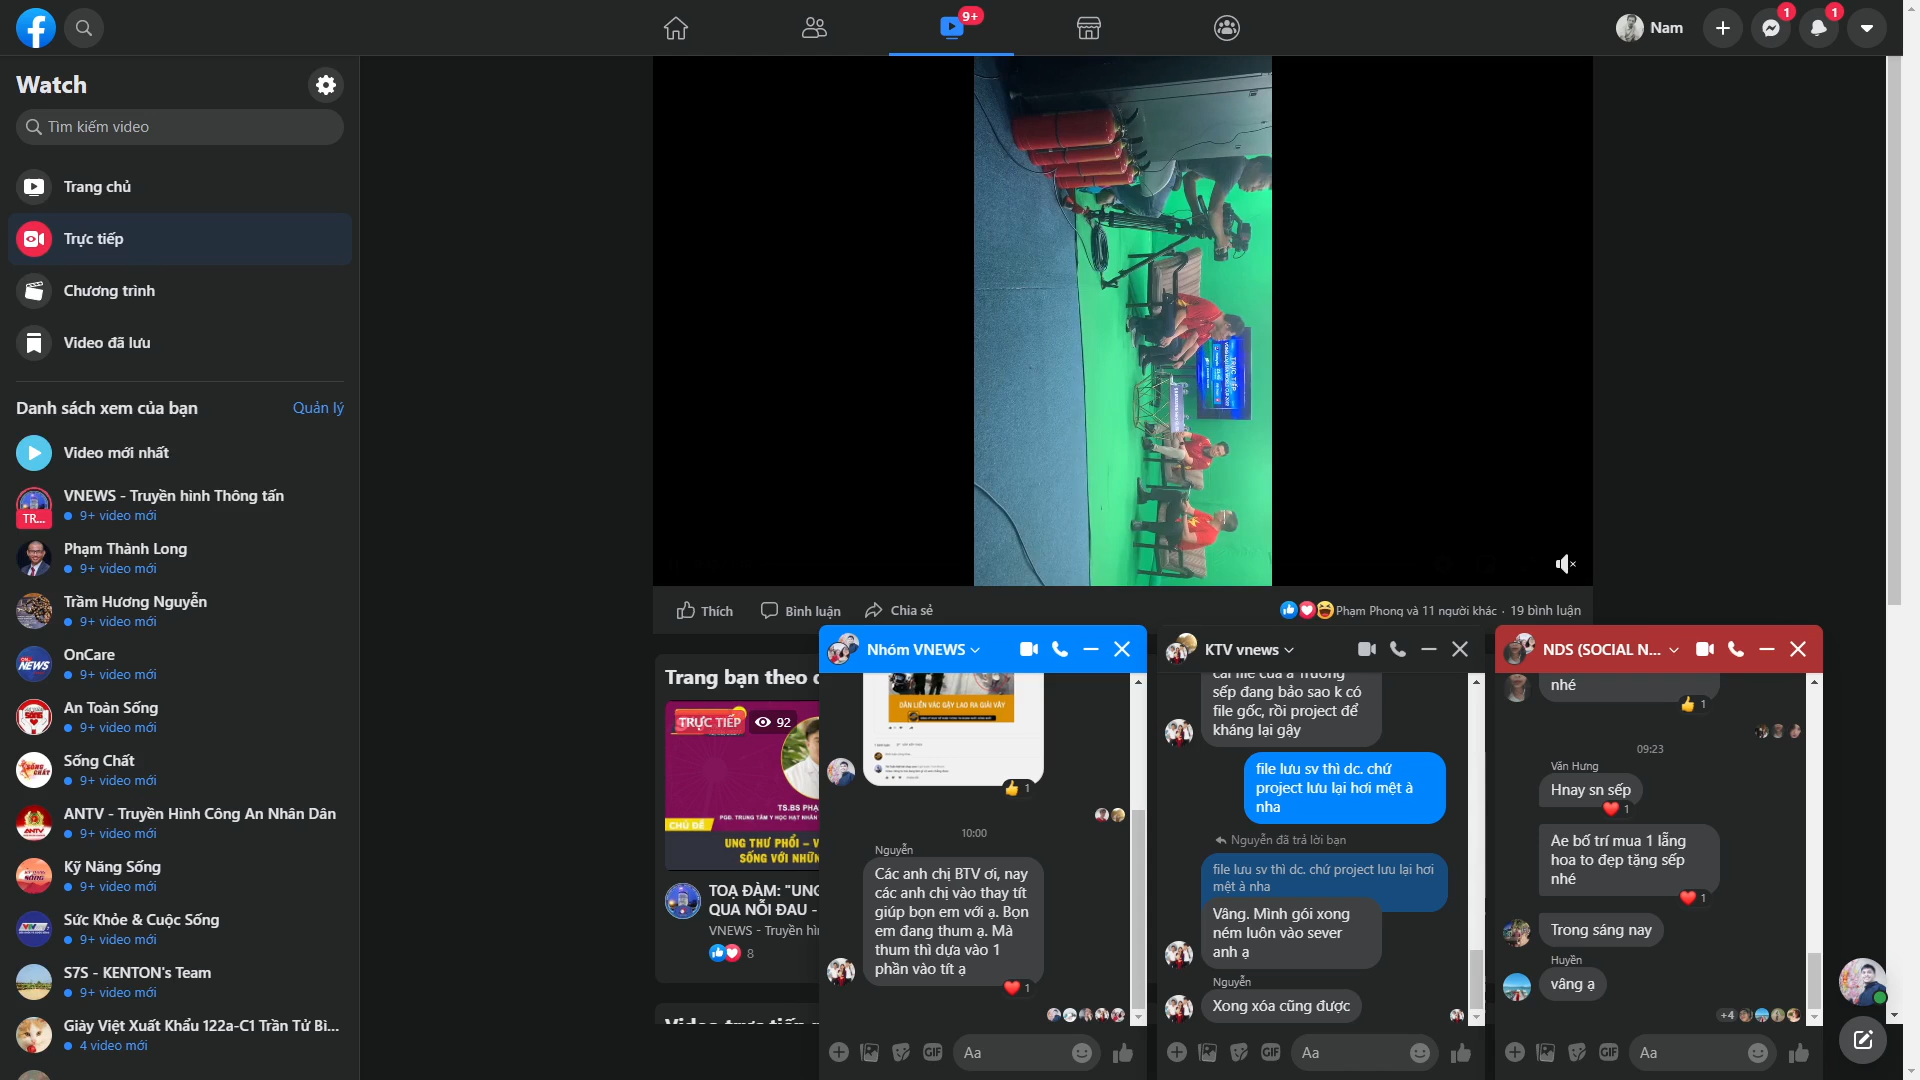 9+
Nam
1
1
Watch
Tìm kiếm video
Trang chủ
Trực tiếp
Chương trình
Video đã lưu
Danh sách xem của bạn
Quản lý
Video mới nhất
VNEWS - Truyền hình Thông tấn
9+ video mới
TR...
Phạm Thành Long
9+ video mới
Trầm Hương Nguyễn
9+ video mới
OnCare
9+ video mới
NEWS
An Toàn Sống
9+ video mới
Sống Chất
9+ video mới
ANTV - Truyền Hình Công An Nhân Dân
9+ video mới
ANTV
Kỹ Năng Sống
9+ video mới
Sức Khỏe & Cuộc Sống
9+ video mới
S7S - KENTON's Team
9+ video mới
Giày Việt Xuất Khẩu 122a-C1 Trần Tử Bì...
4 video mới
TRỰC TIẾP
Thích
Bình luận
Chia sẻ
Phạm Phong và 11 người khác · 19 bình luận
Trang bạn theo
TRỰC TIẾP
92
TS.BS PHẠ
PGĐ. TRUNG TÂM Y HỌC HẠT NHÂN
CHỦ ĐỀ
UNG THƯ PHỔI – V
SỐNG VỚI NHỮN
TOẠ ĐÀM: "UNG
QUA NỖI ĐAU -
VNEWS - Truyền hì
8
Video trực tiếp
Nhóm VNEWS
DÂN LIỀN VÁC GẬY LAO RA GIẢI VÂY
1
10:00
Nguyễn
Các anh chị BTV ơi, nay
các anh chị vào thay tít
giúp bọn em với ạ. Bọn
em đang thum ạ. Mà
thum thì dựa vào 1
phần vào tít ạ
1
Aa
GIF
KTV vnews
cái file của a Trường
sếp đang bảo sao k có
file gốc, rồi project để
kháng lại gậy
file lưu sv thì dc. chứ
project lưu lại hơi mệt à
nha
Nguyễn đã trả lời bạn
file lưu sv thì dc. chứ project lưu lại hơi
mệt à nha
Vâng. Mình gói xong
ném luôn vào sever
anh ạ
Nguyễn
Xong xóa cũng được
GIF
Aa
NDS (SOCIAL N...
nhé
1
09:23
Văn Hưng
Hnay sn sếp
1
Ae bố trí mua 1 lẵng
hoa to đẹp tặng sếp
nhé
1
Trong sáng nay
Huyền
vâng ạ
+4
GIF
Aa